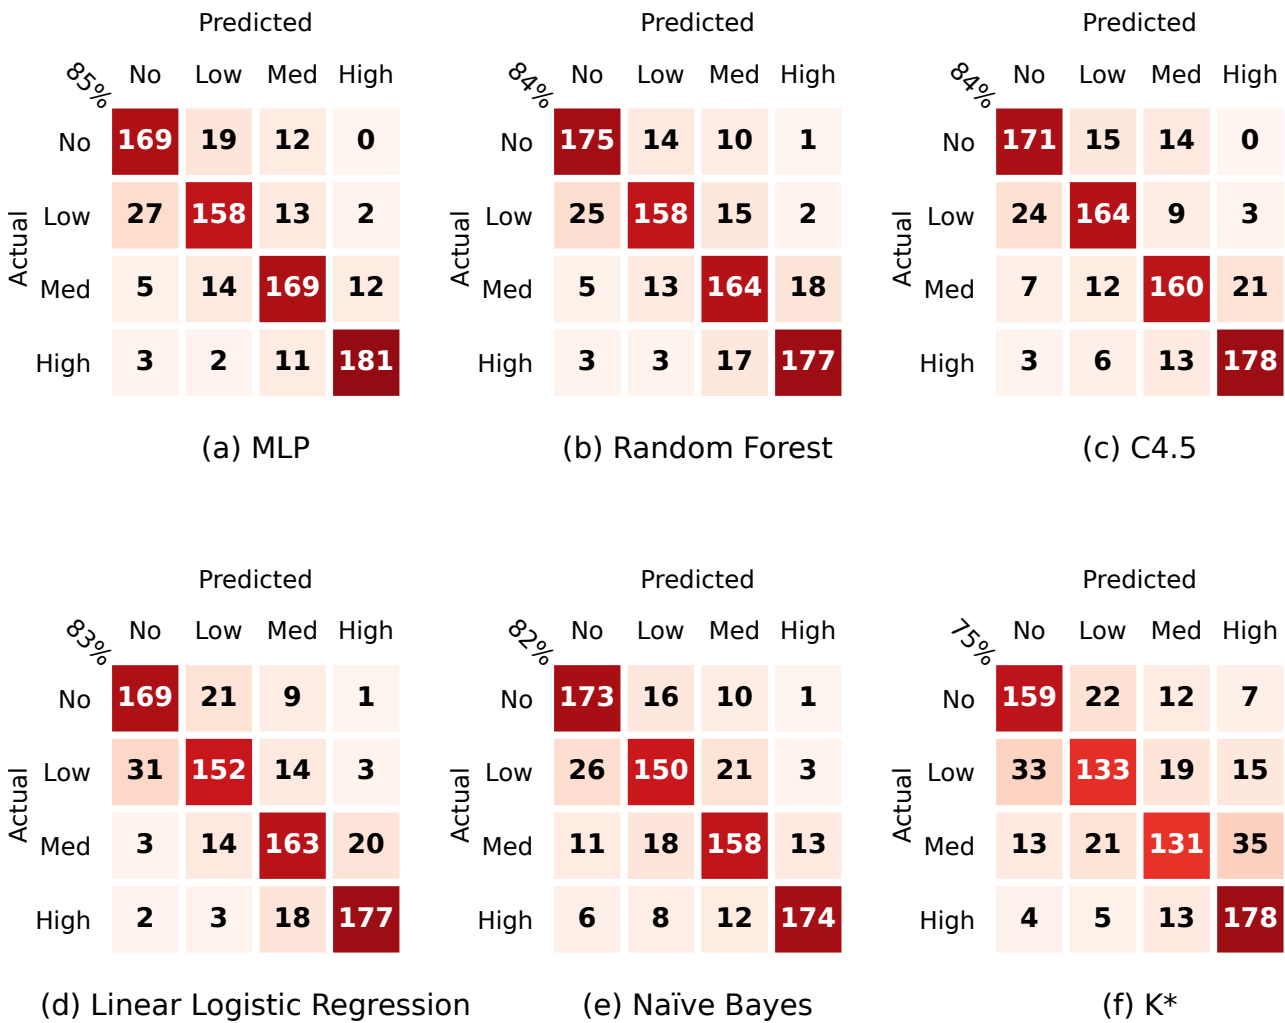 Predicted
85% No Low Med High
Actual
No 169 19 12 0
Low 27 158 13 2
Med 5 14 169 12
High 3 2 11 181
(a) MLP
Predicted
84% No Low Med High
Actual
No 175 14 10 1
Low 25 158 15 2
Med 5 13 164 18
High 3 3 17 177
(b) Random Forest
Predicted
84% No Low Med High
Actual
No 171 15 14 0
Low 24 164 9 3
Med 7 12 160 21
High 3 6 13 178
(c) C4.5
Predicted
83% No Low Med High
Actual
No 169 21 9 1
Low 31 152 14 3
Med 3 14 163 20
High 2 3 18 177
(d) Linear Logistic Regression
Predicted
82% No Low Med High
Actual
No 173 16 10 1
Low 26 150 21 3
Med 11 18 158 13
High 6 8 12 174
(e) Naïve Bayes
Predicted
75% No Low Med High
Actual
No 159 22 12 7
Low 33 133 19 15
Med 13 21 131 35
High 4 5 13 178
(f) K*